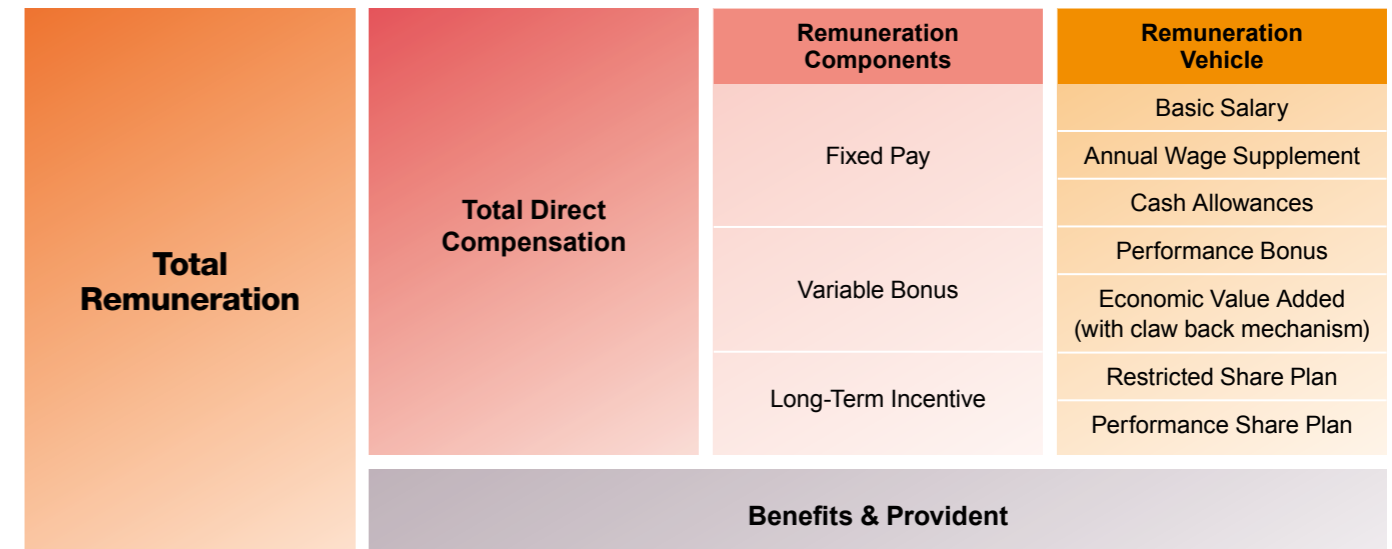 Total
Remuneration
Total Direct
Compensation
Remuneration
Components
Fixed Pay
Variable Bonus
Long-Term Incentive
Remuneration
Vehicle
Basic Salary
Annual Wage Supplement
Cash Allowances
Performance Bonus
Economic Value Added
(with claw back mechanism)
Restricted Share Plan
Performance Share Plan
Benefits & Provident